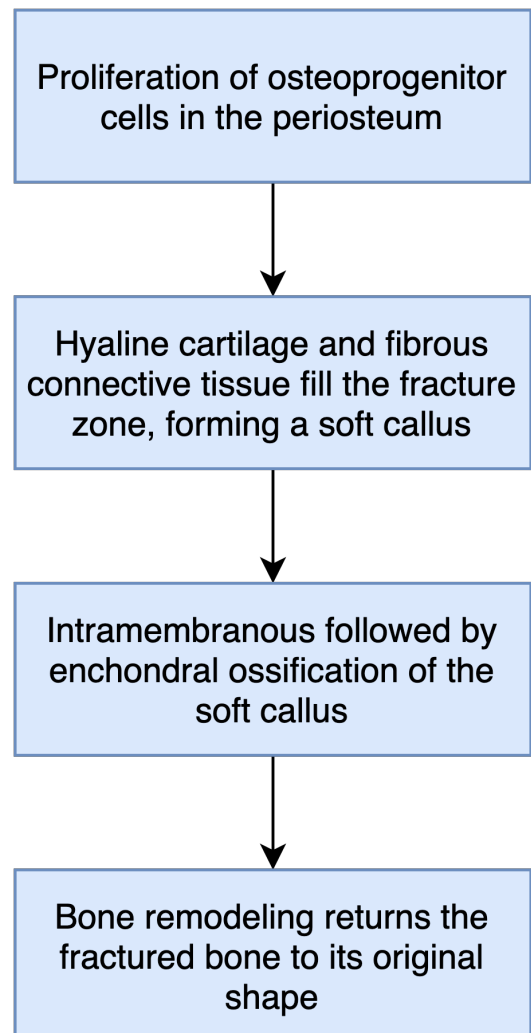 Proliferation of osteoprogenitor
cells in the periosteum
Hyaline cartilage and fibrous
connective tissue fill the fracture
zone, forming a soft callus
Intramembranous followed by
enchondral ossification of the
soft callus
Bone remodeling returns the
fractured bone to its original
shape